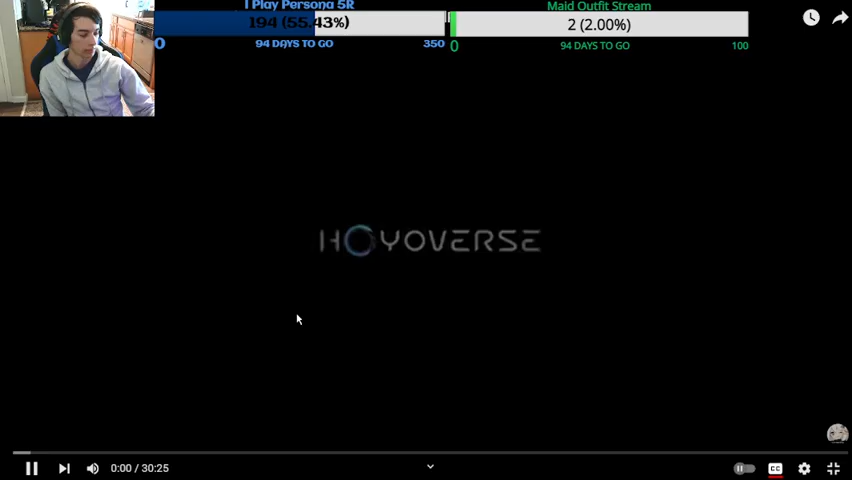 I Play Persona 5R
194 (55.43%)
0 94 DAYS TO GO 350
Maid Outfit Stream
2 (2.00%)
0 94 DAYS TO GO 100
HOYOVERSE
0:00 / 30:25
CC